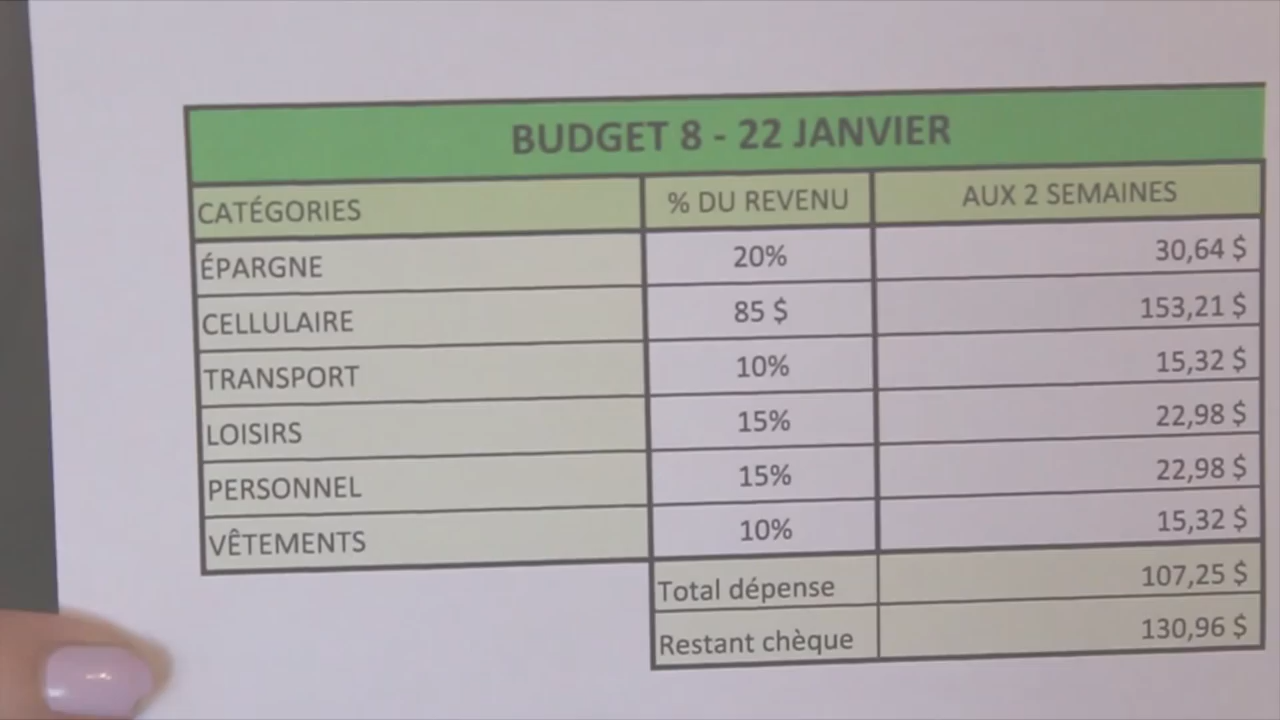 BUDGET 8 - 22 JANVIER
CATÉGORIES % DU REVENU AUX 2 SEMAINES
ÉPARGNE 20% 30,64 $
CELLULAIRE 85 $ 153,21 $
TRANSPORT 10% 15,32 $
LOISIRS 15% 22,98 $
PERSONNEL 15% 22,98 $
VÊTEMENTS 10% 15,32 $
Total dépense 107,25 $
Restant chèque 130,96 $